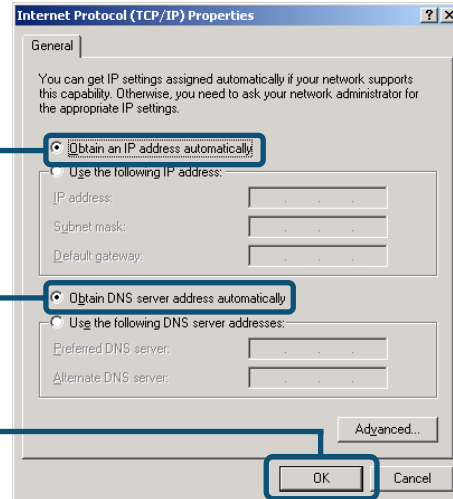 Internet Protocol (TCP/IP) Properties
General
You can get IP settings assigned automatically if your network supports
this capability. Otherwise, you need to ask your network administrator for
the appropriate IP settings.
Obtain an IP address automatically
Use the following IP address:
IP address:
Subnet mask:
Default gateway:
Obtain DNS server address automatically
Use the following DNS server addresses:
Preferred DNS server:
Alternate DNS server:
Advanced...
OK
Cancel